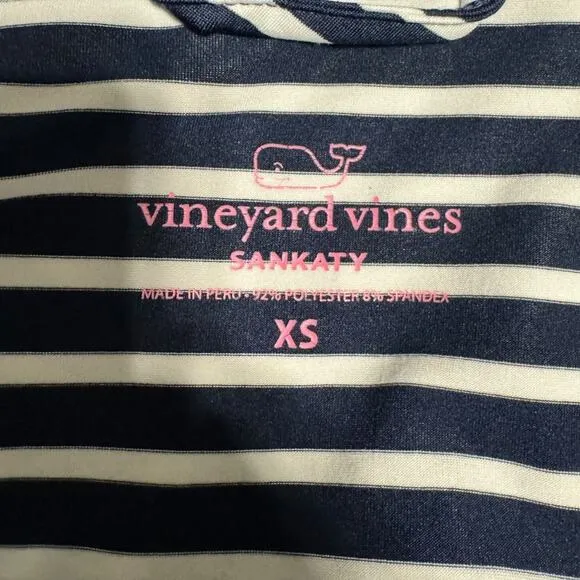 vineyard vines
SANKATY
MADE IN PERU • 92% POLYESTER 8% SPANDEX
XS